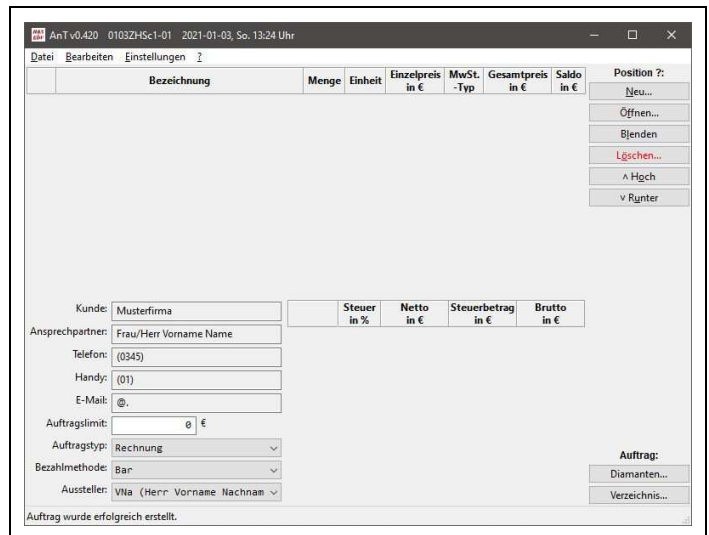 AnT v0.420 0103ZHSc1-01 2021-01-03, So. 13:24 Uhr
Datei Bearbeiten Einstellungen ?
Bezeichnung Menge Einheit Einzelpreis in € MwSt. -Typ Gesamtpreis in € Saldo in €
Position ?:
Neu...
Öffnen...
Blenden
Löschen...
˄ Hoch
˅ Runter
Kunde: Musterfirma
Ansprechpartner: Frau/Herr Vorname Name
Telefon: (0345)
Handy: (01)
E-Mail: @.
Auftragslimit: 0 €
Auftragstyp: Rechnung
Bezahlmethode: Bar
Aussteller: VNa (Herr Vorname Nachnam
Steuer in % Netto in € Steuerbetrag in € Brutto in €
Auftrag:
Diamanten...
Verzeichnis...
Auftrag wurde erfolgreich erstellt.